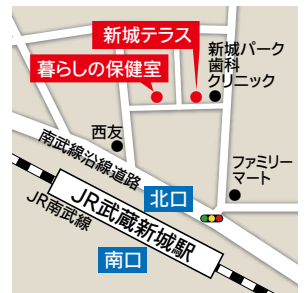 新城テラス
暮らしの保健室
新城パーク
歯科
クリニック
西友
南武線沿線道路
ファミリー
マート
北口
JR武蔵新城駅
JR南武線
南口